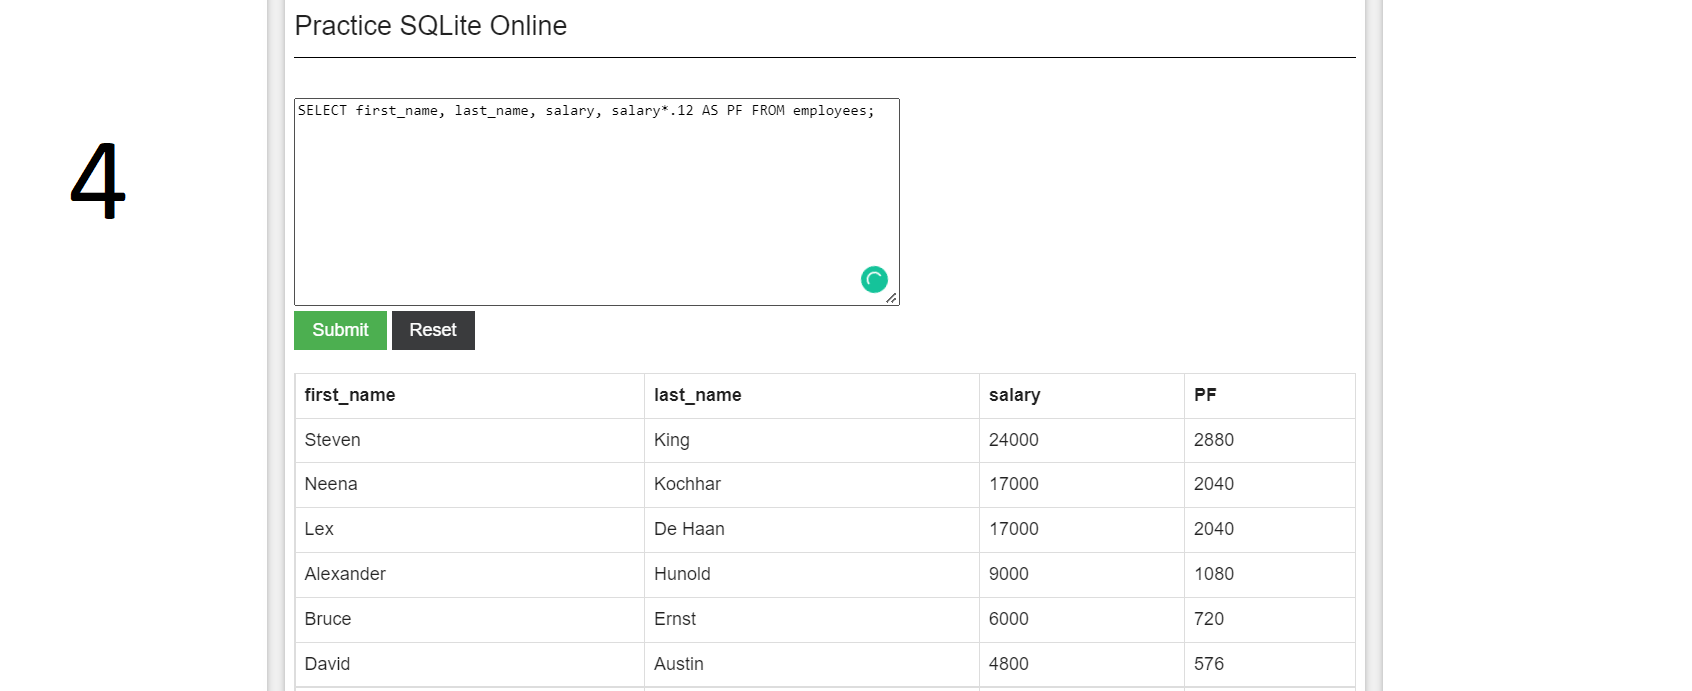 Practice SQLite Online
SELECT first_name, last_name, salary, salary*.12 AS PF FROM employees;
4
Submit Reset
first_name last_name salary PF
Steven King 24000 2880
Neena Kochhar 17000 2040
Lex De Haan 17000 2040
Alexander Hunold 9000 1080
Bruce Ernst 6000 720
David Austin 4800 576